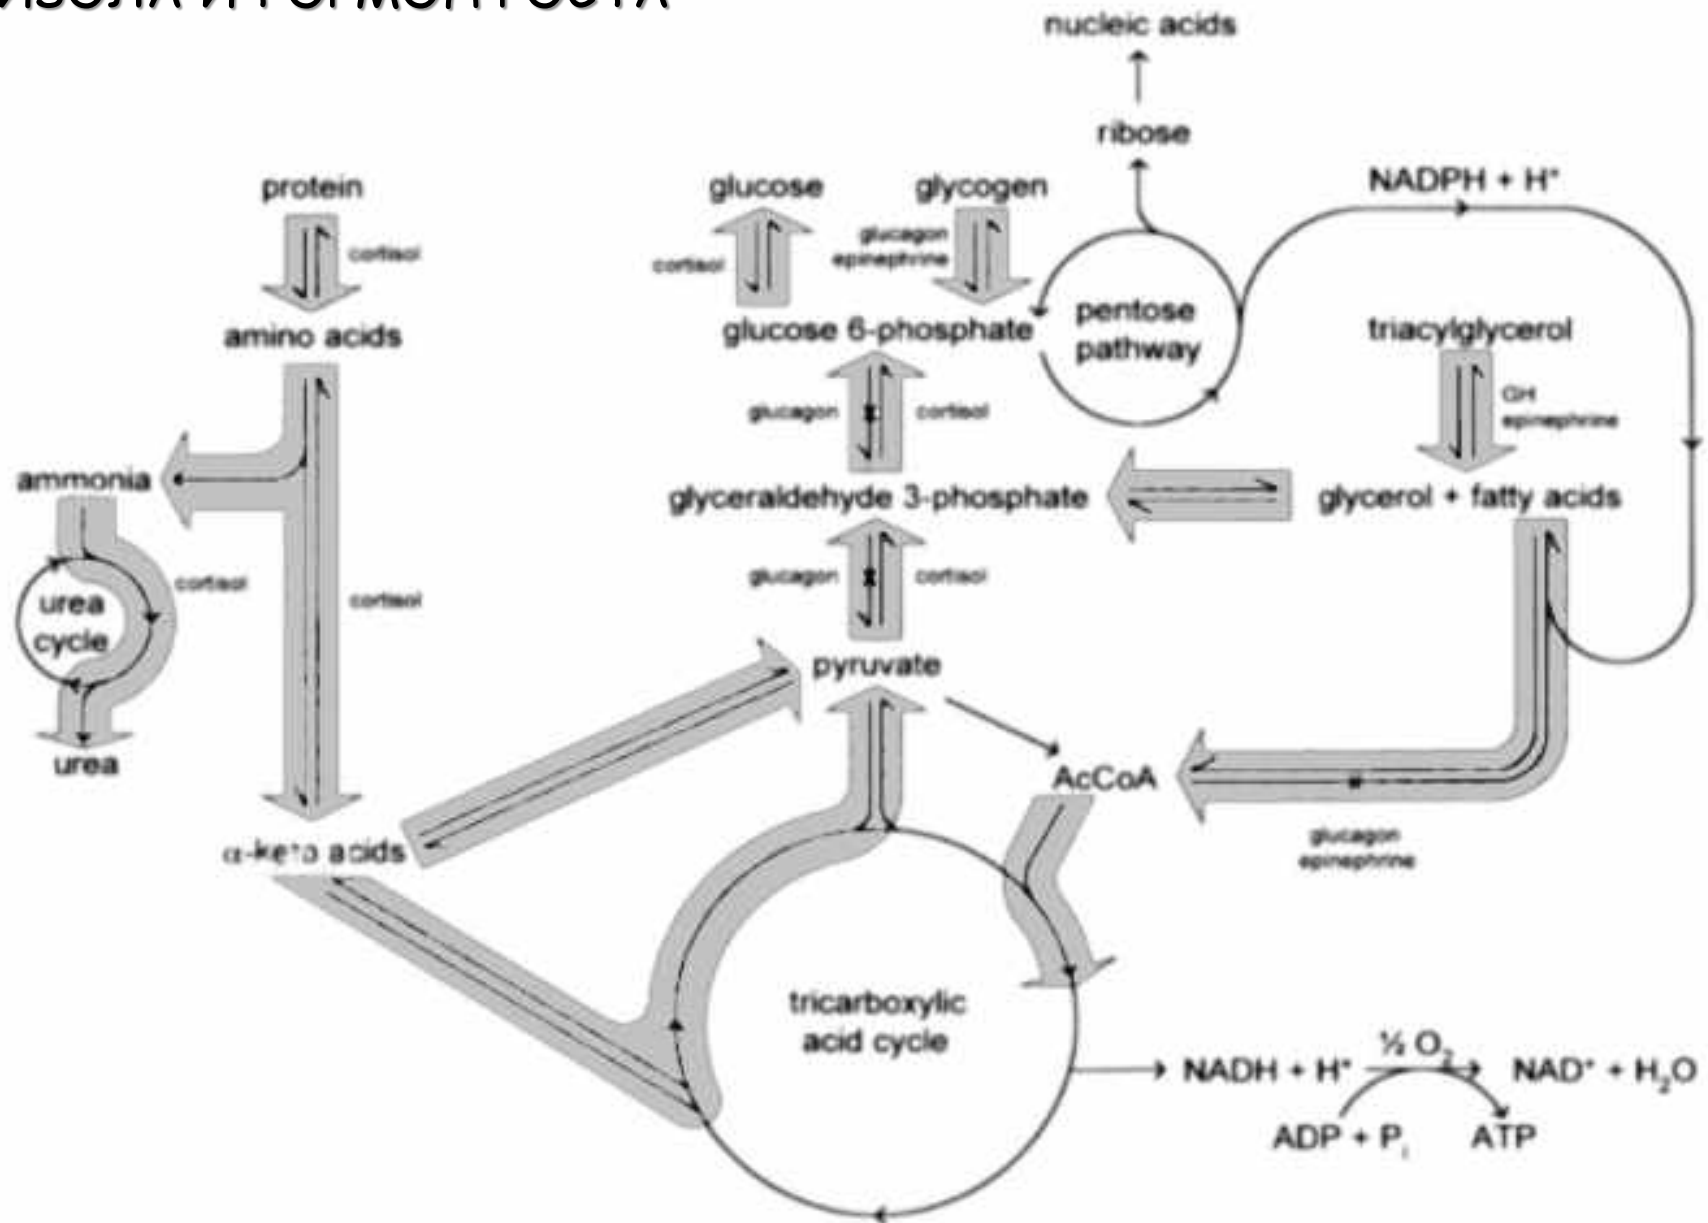 nucleic acids
ribose
NADPH + H⁺
protein
glucose
glycogen
cortisol
cortisol
glucagon
epinephrine
amino acids
glucose 6-phosphate
pentose
pathway
triacylglycerol
glucagon
cortisol
GH
epinephrine
ammonia
glyceraldehyde 3-phosphate
glycerol + fatty acids
urea
cycle
cortisol
cortisol
glucagon
cortisol
pyruvate
urea
AcCoA
α-keto acids
glucagon
epinephrine
tricarboxylic
acid cycle
NADH + H⁺
½ O₂
NAD⁺ + H₂O
ADP + Pᵢ
ATP